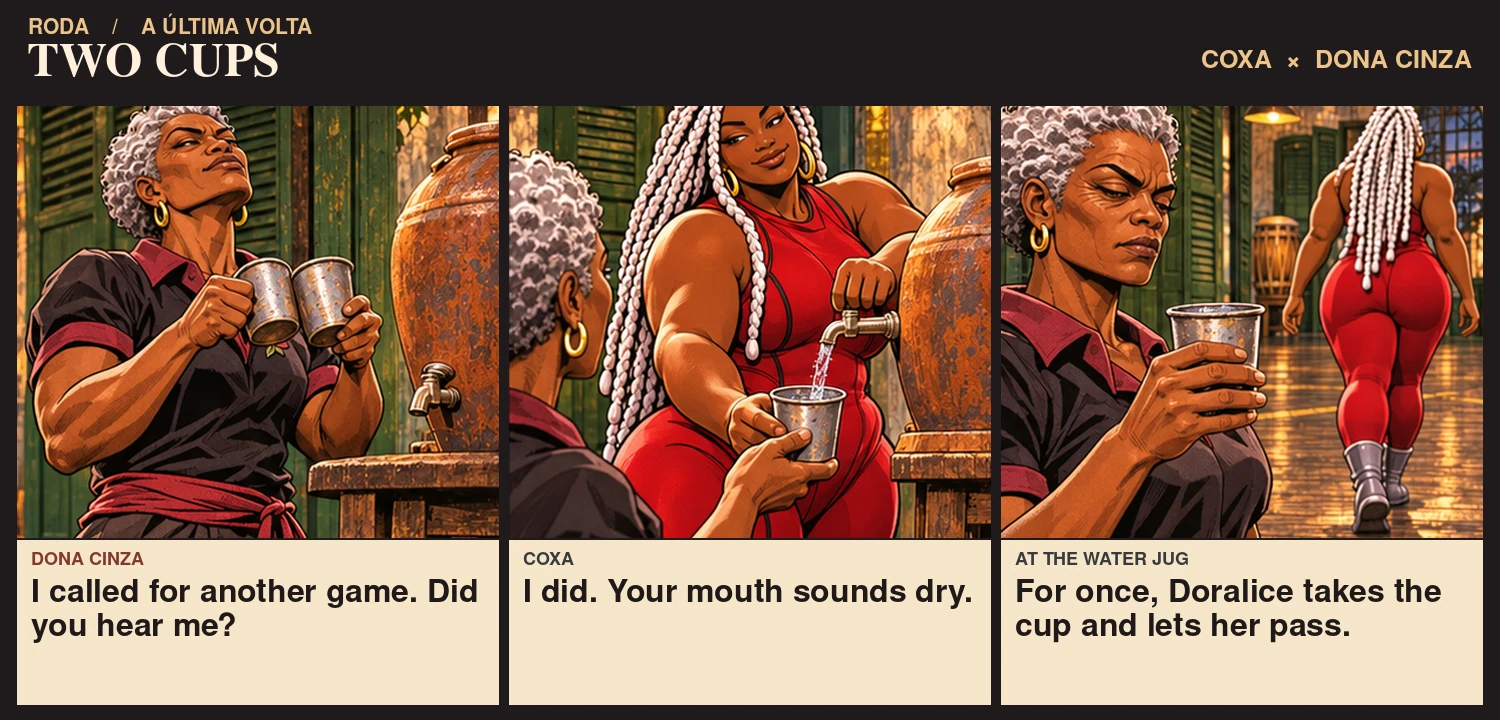 RODA / A ÚLTIMA VOLTA
TWO CUPS
COXA × DONA CINZA
DONA CINZA
I called for another game. Did
you hear me?
COXA
I did. Your mouth sounds dry.
AT THE WATER JUG
For once, Doralice takes the
cup and lets her pass.